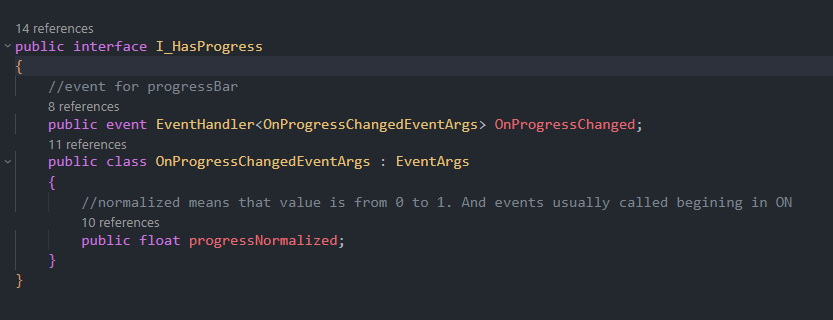 14 references
public interface I_HasProgress
{
//event for progressBar
8 references
public event EventHandler<OnProgressChangedEventArgs> OnProgressChanged;
11 references
public class OnProgressChangedEventArgs : EventArgs
{
//normalized means that value is from 0 to 1. And events usually called begining in ON
10 references
public float progressNormalized;
}
}